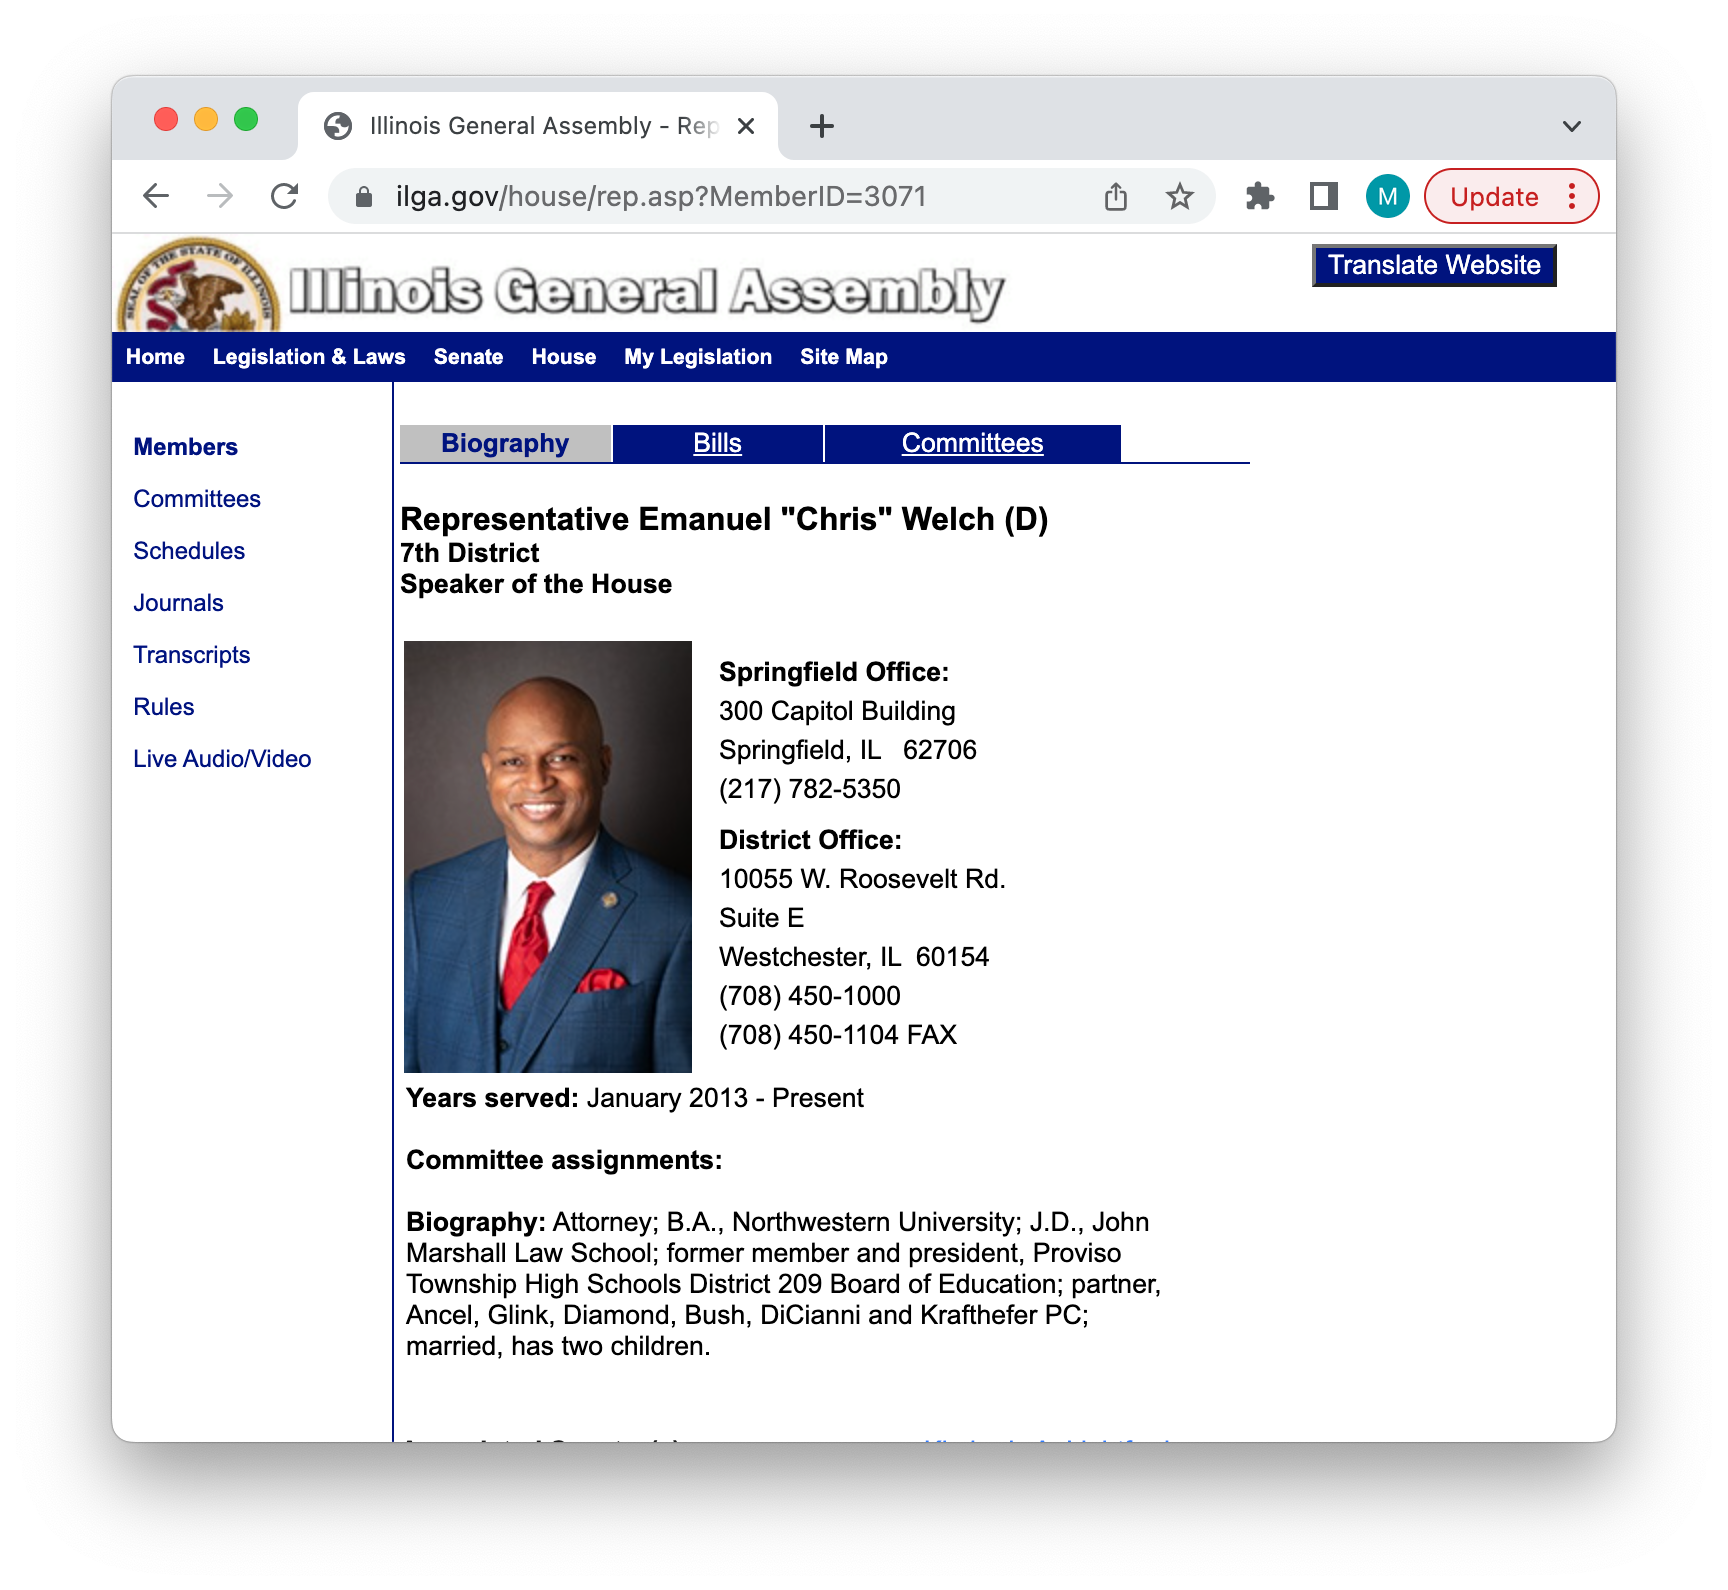 Illinois General Assembly - Rep
ilga.gov/house/rep.asp?MemberID=3071
M
Update
SEAL OF THE STATE OF ILLINOIS
Illinois General Assembly
Translate Website
Home Legislation & Laws Senate House My Legislation Site Map
Members
Committees
Schedules
Journals
Transcripts
Rules
Live Audio/Video
Biography Bills Committees
Representative Emanuel "Chris" Welch (D)
7th District
Speaker of the House
Springfield Office:
300 Capitol Building
Springfield, IL 62706
(217) 782-5350
District Office:
10055 W. Roosevelt Rd.
Suite E
Westchester, IL 60154
(708) 450-1000
(708) 450-1104 FAX
Years served: January 2013 - Present
Committee assignments:
Biography: Attorney; B.A., Northwestern University; J.D., John
Marshall Law School; former member and president, Proviso
Township High Schools District 209 Board of Education; partner,
Ancel, Glink, Diamond, Bush, DiCianni and Krafthefer PC;
married, has two children.